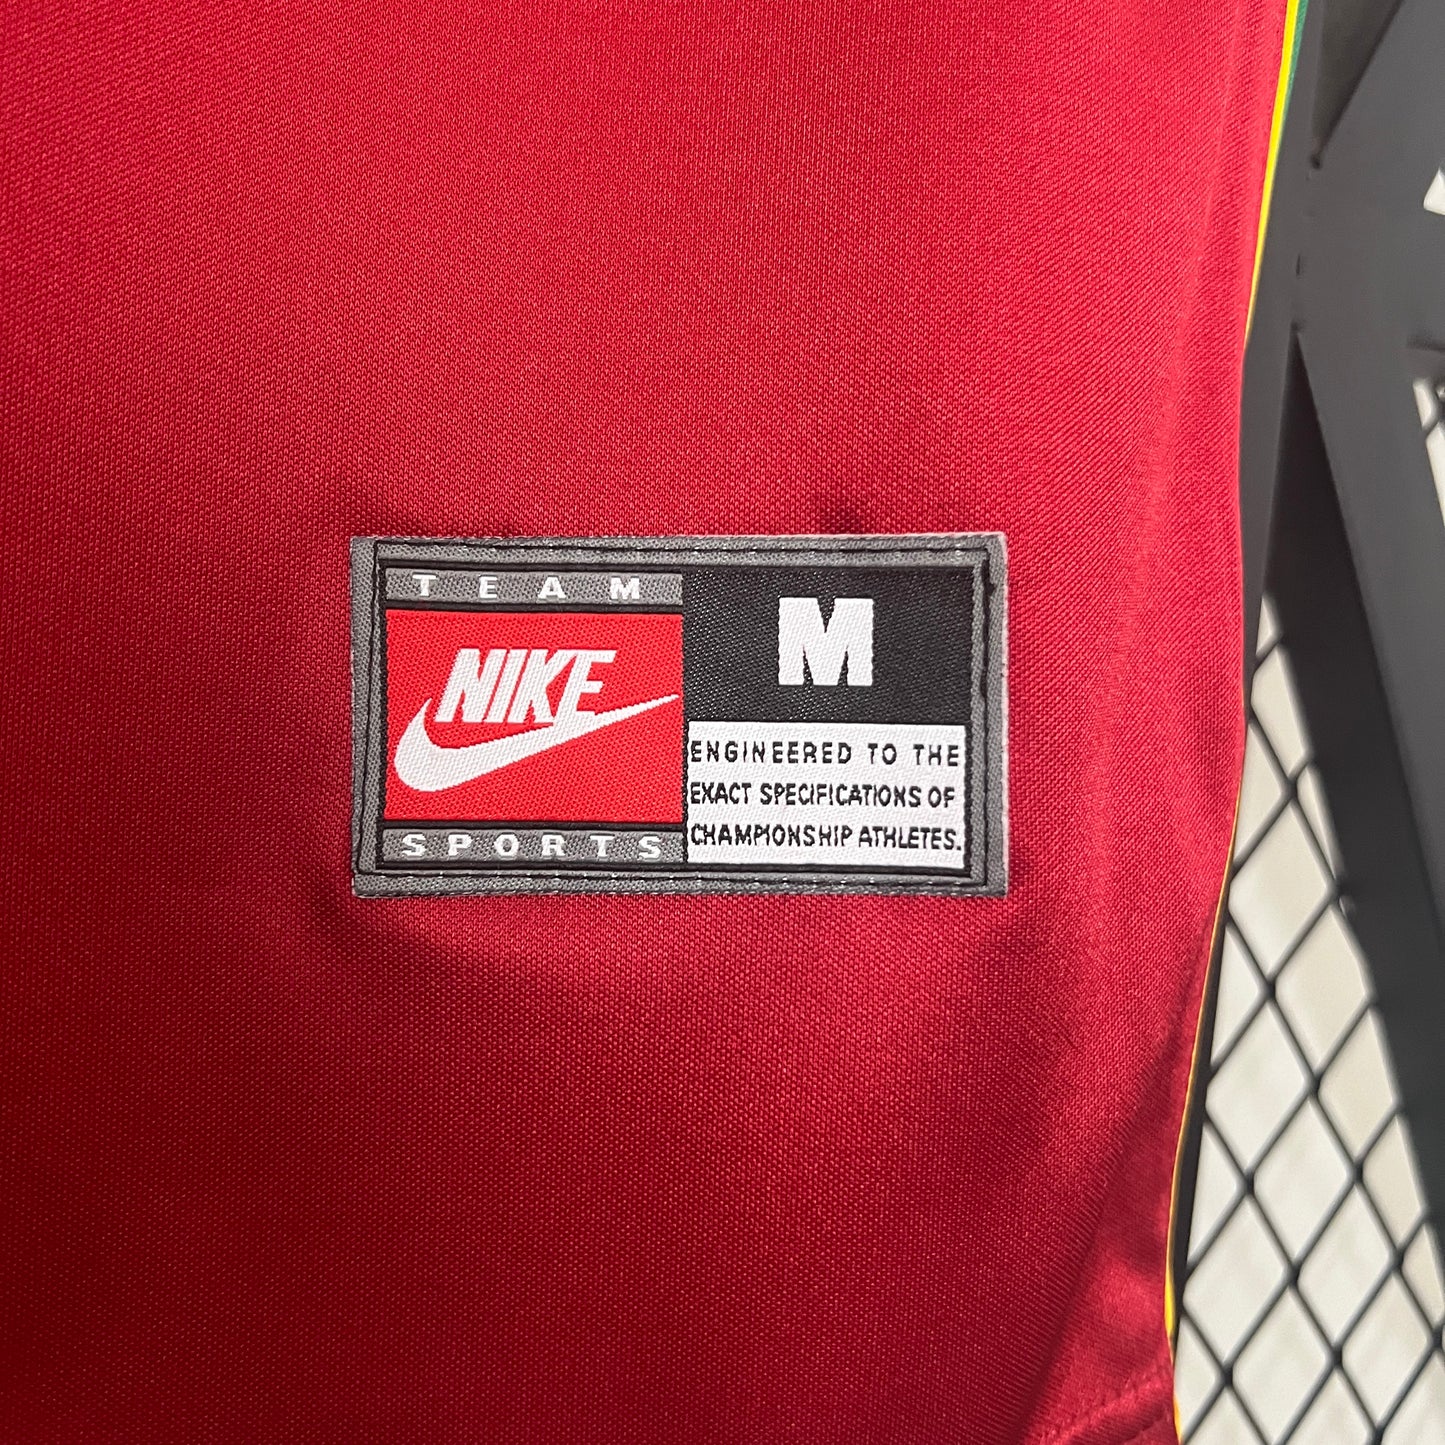 TEAM
NIKE
SPORTS
M
ENGINEERED TO THE
EXACT SPECIFICATIONS OF
CHAMPIONSHIP ATHLETES.